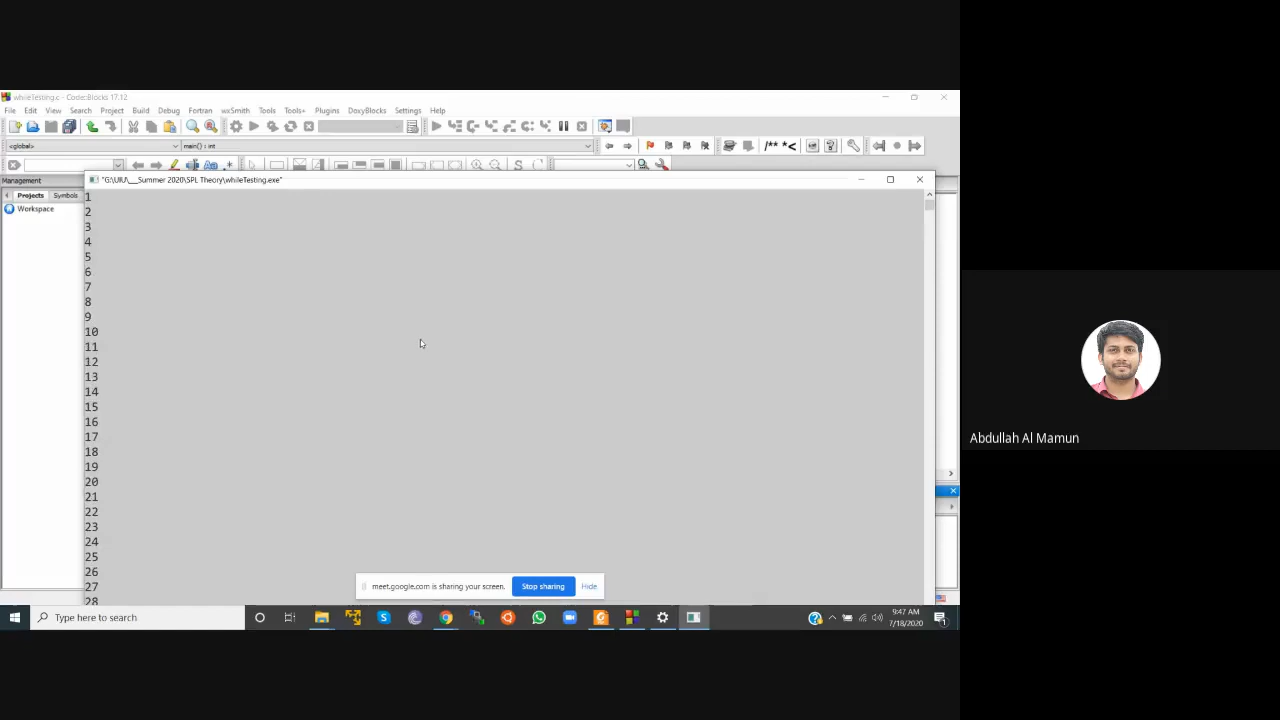 whileTesting.c - Code::Blocks 17.12
File Edit View Search Project Build Debug Fortran wxSmith Tools Tools+ Plugins DoxyBlocks Settings Help
<global> main() : int
/** *<
Management
"G:\UIU\___Summer 2020\SPL Theory\whileTesting.exe"
Projects Symbols
Workspace
1
2
3
4
5
6
7
8
9
10
11
12
13
14
15
16
17
18
19
20
21
22
23
24
25
26
27
28
meet.google.com is sharing your screen. Stop sharing Hide
Type here to search
9:47 AM
7/18/2020
Abdullah Al Mamun